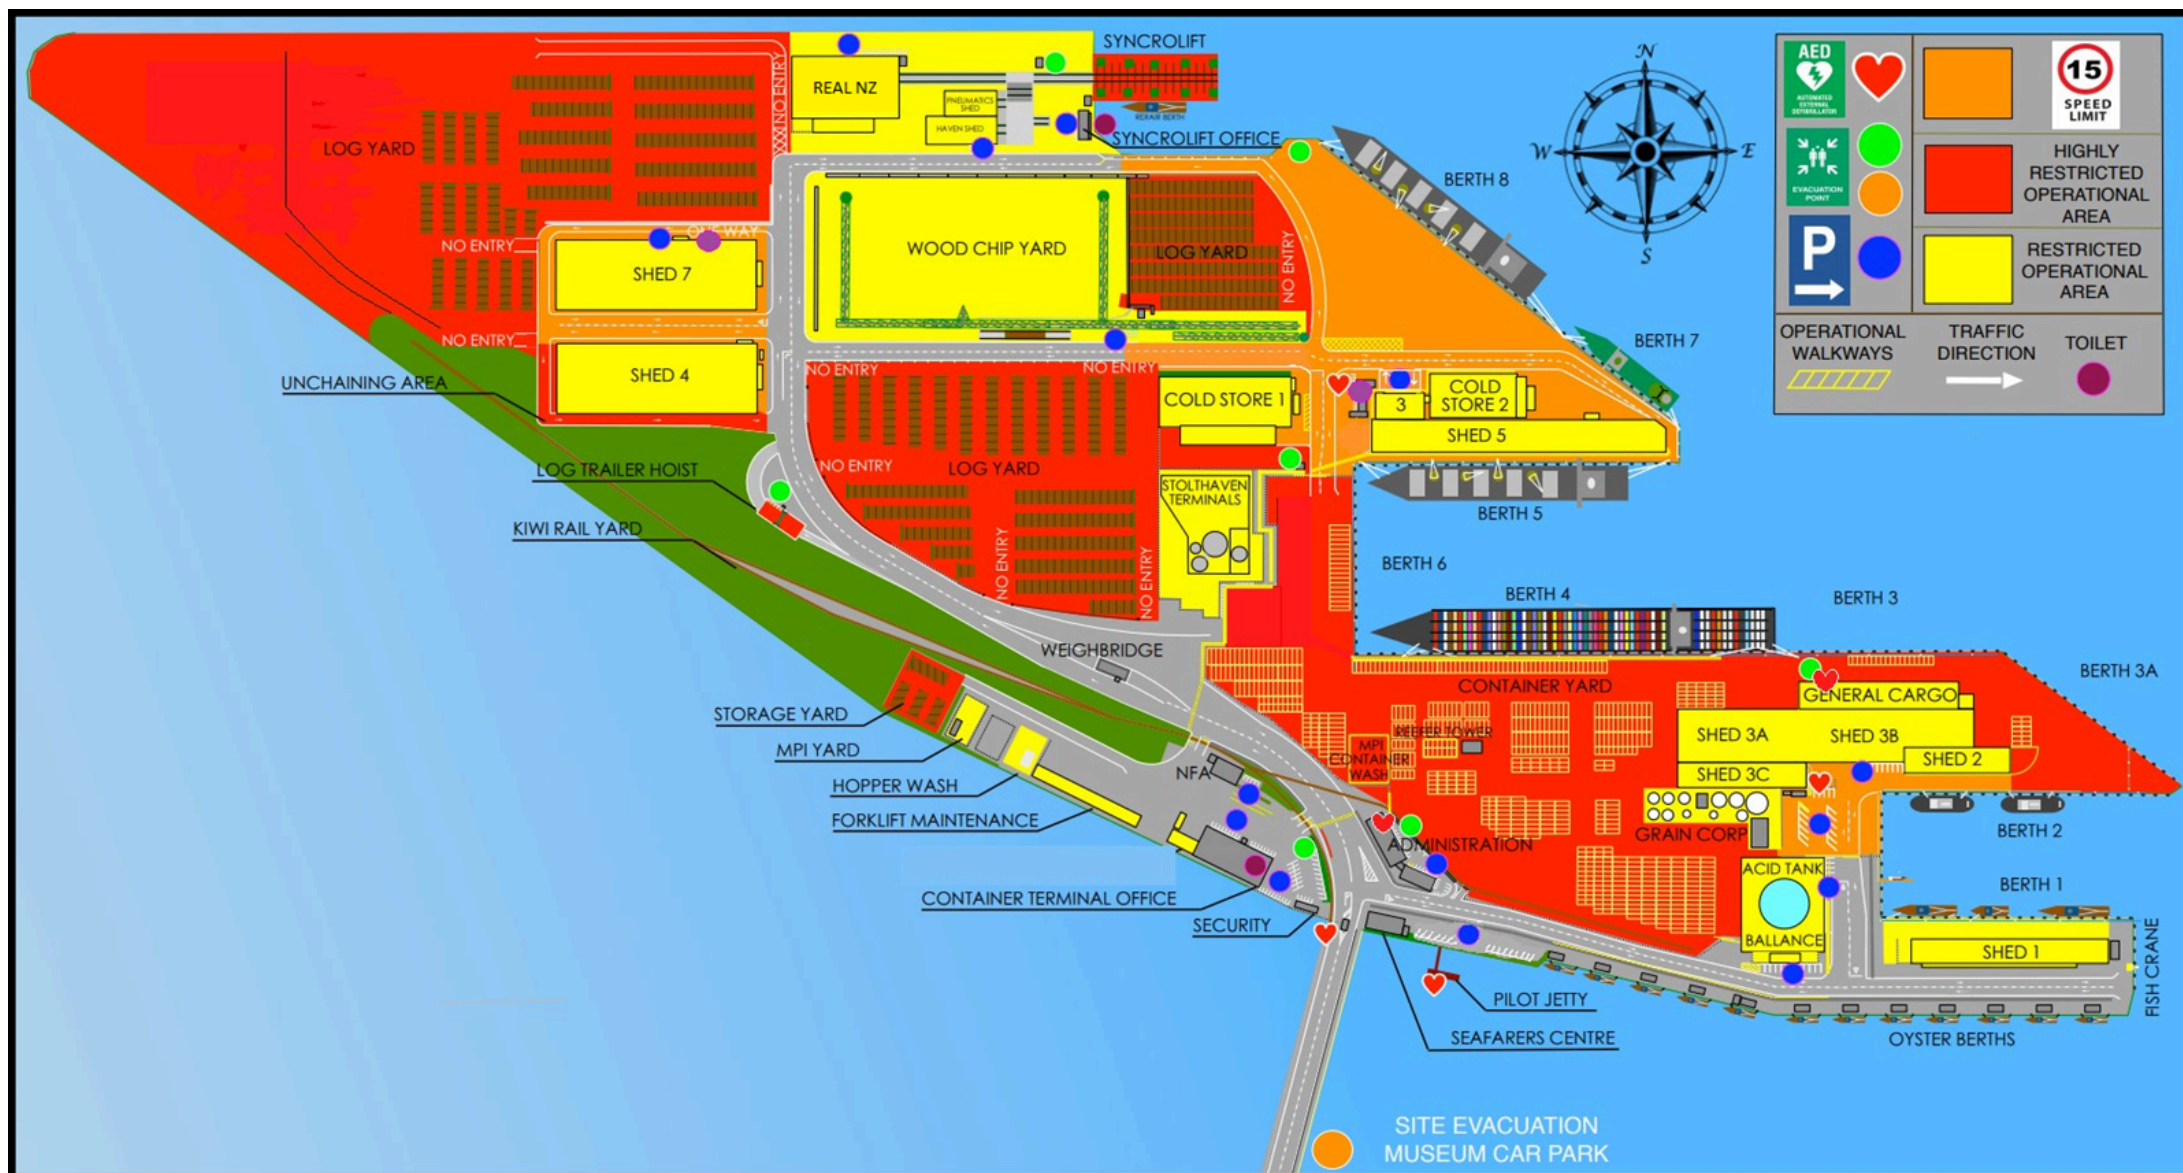 SYNCROLIFT
REAL NZ
PNEUMATICS
SHED
HAVEN SHED
REPAIR BERTH
SYNCROLIFT OFFICE
NO ENTRY
LOG YARD
BERTH 8
N
W
E
S
AED
AUTOMATED
EXTERNAL
DEFIBRILLATOR
EVACUATION
POINT
P
15
SPEED
LIMIT
HIGHLY
RESTRICTED
OPERATIONAL
AREA
RESTRICTED
OPERATIONAL
AREA
OPERATIONAL
WALKWAYS
TRAFFIC
DIRECTION
TOILET
ONE WAY
NO ENTRY
SHED 7
WOOD CHIP YARD
LOG YARD
NO ENTRY
NO ENTRY
SHED 4
UNCHAINING AREA
NO ENTRY
NO ENTRY
BERTH 7
COLD STORE 1
3
COLD
STORE 2
SHED 5
LOG TRAILER HOIST
NO ENTRY
LOG YARD
STOLTHAVEN
TERMINALS
BERTH 5
KIWI RAIL YARD
NO ENTRY
NO ENTRY
BERTH 6
BERTH 4
BERTH 3
WEIGHBRIDGE
BERTH 3A
CONTAINER YARD
GENERAL CARGO
STORAGE YARD
REEFER TOWER
SHED 3A
SHED 3B
MPI YARD
MPI
CONTAINER
WASH
SHED 2
NFA
SHED 3C
HOPPER WASH
FORKLIFT MAINTENANCE
GRAIN CORP
BERTH 2
ADMINISTRATION
ACID TANK
BERTH 1
CONTAINER TERMINAL OFFICE
SECURITY
BALLANCE
SHED 1
FISH CRANE
PILOT JETTY
SEAFARERS CENTRE
OYSTER BERTHS
SITE EVACUATION
MUSEUM CAR PARK